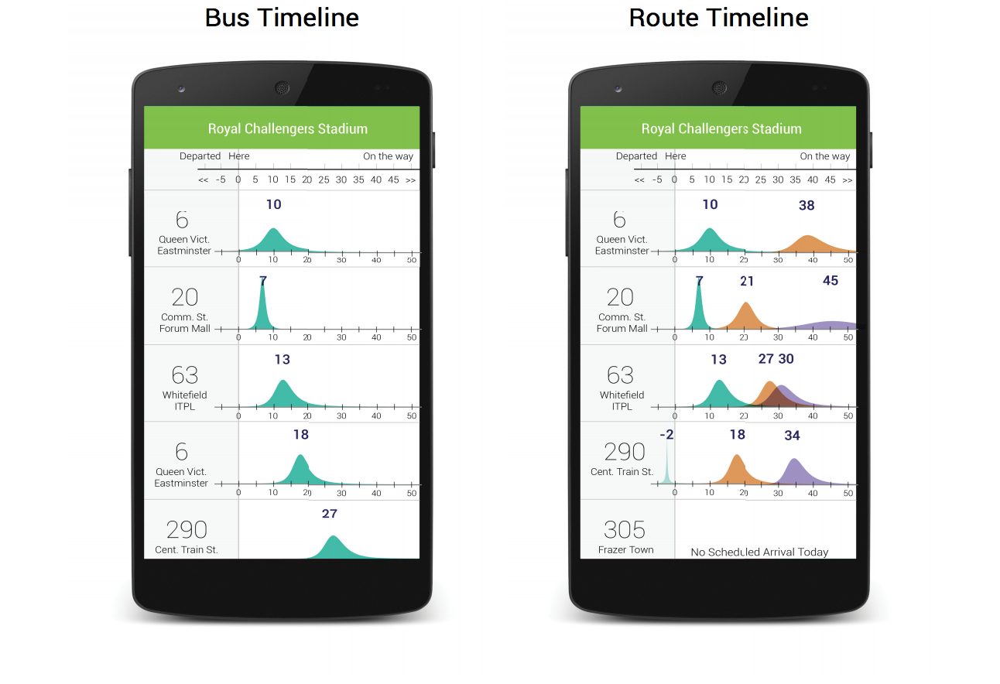 Bus Timeline
Royal Challengers Stadium
Departed Here On the way
<< -5 0 5 10 15 20 25 30 35 40 45 >>
10
6
Queen Vict.
Eastminster
0 10 20 30 40 50
7
20
Comm. St.
Forum Mall
0 10 20 30 40 50
13
63
Whitefield
ITPL
0 10 20 30 40 50
18
6
Queen Vict.
Eastminster
0 10 20 30 40 50
27
290
Cent. Train St.
Route Timeline
Royal Challengers Stadium
Departed Here On the way
<< -5 0 5 10 15 20 25 30 35 40 45 >>
10 38
6
Queen Vict.
Eastminster
0 10 20 30 40 50
7 21 45
20
Comm. St.
Forum Mall
0 10 20 30 40 50
13 27 30
63
Whitefield
ITPL
0 10 20 30 40 50
-2 18 34
290
Cent. Train St.
0 10 20 30 40 50
305
Frazer Town
No Scheduled Arrival Today